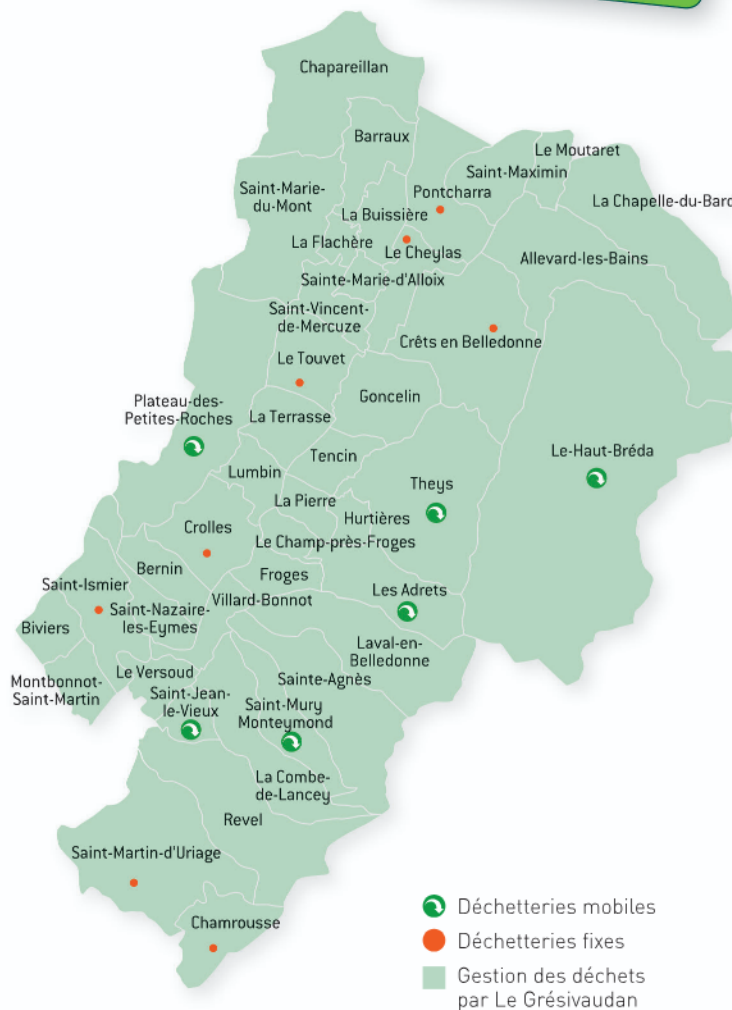 Chapareillan
Barraux
Le Moutaret
Saint-Maximin
Saint-Marie-
du-Mont
Pontcharra
La Chapelle-du-Bard
La Buissière
La Flachère
Le Cheylas
Allevard-les-Bains
Sainte-Marie-d'Alloix
Saint-Vincent-
de-Mercuze
Crêts en Belledonne
Le Touvet
Goncelin
Plateau-des-
Petites-Roches
La Terrasse
Tencin
Le-Haut-Bréda
Lumbin
Theys
La Pierre
Hurtières
Crolles
Le Champ-près-Froges
Bernin
Froges
Saint-Ismier
Les Adrets
Villard-Bonnot
Saint-Nazaire-
les-Eymes
Biviers
Laval-en-
Belledonne
Le Versoud
Sainte-Agnès
Montbonnot-
Saint-Martin
Saint-Jean-
le-Vieux
Saint-Mury
Monteymond
La Combe-
de-Lancey
Revel
Saint-Martin-d'Uriage
Chamrousse
Déchetteries mobiles
Déchetteries fixes
Gestion des déchets
par Le Grésivaudan